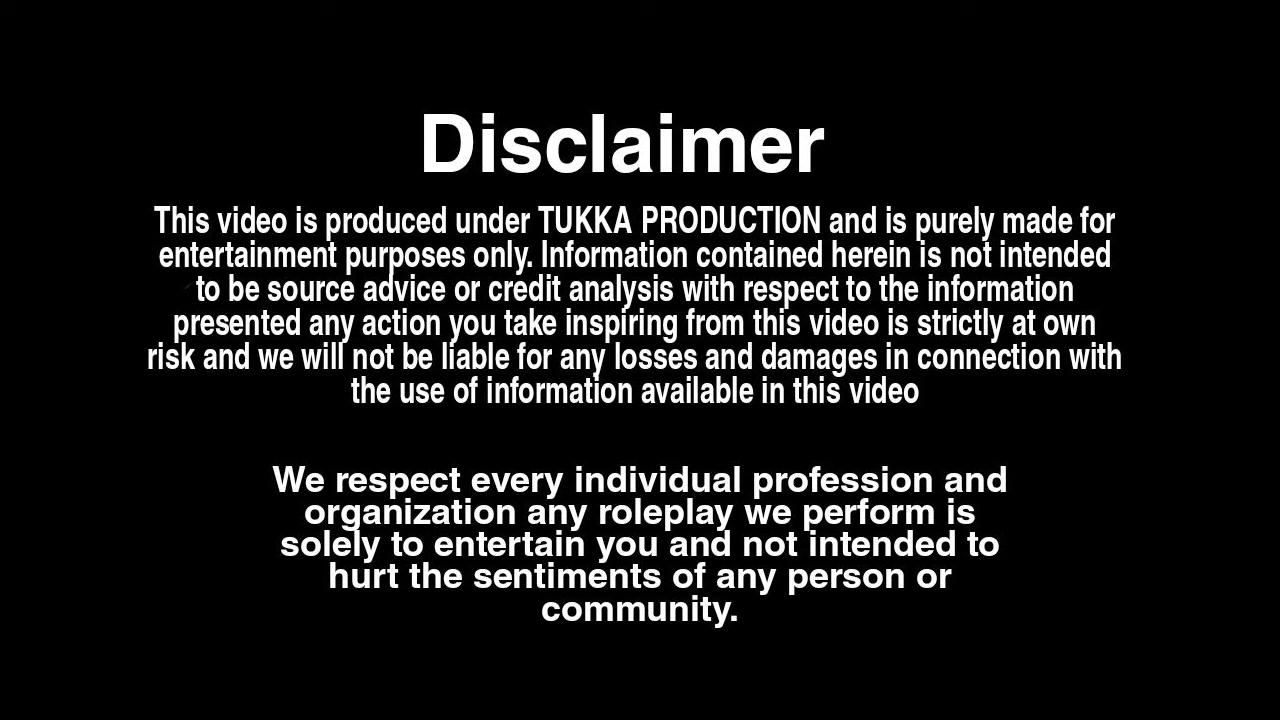 Disclaimer
This video is produced under TUKKA PRODUCTION and is purely made for
entertainment purposes only. Information contained herein is not intended
to be source advice or credit analysis with respect to the information
presented any action you take inspiring from this video is strictly at own
risk and we will not be liable for any losses and damages in connection with
the use of information available in this video
We respect every individual profession and
organization any roleplay we perform is
solely to entertain you and not intended to
hurt the sentiments of any person or
community.